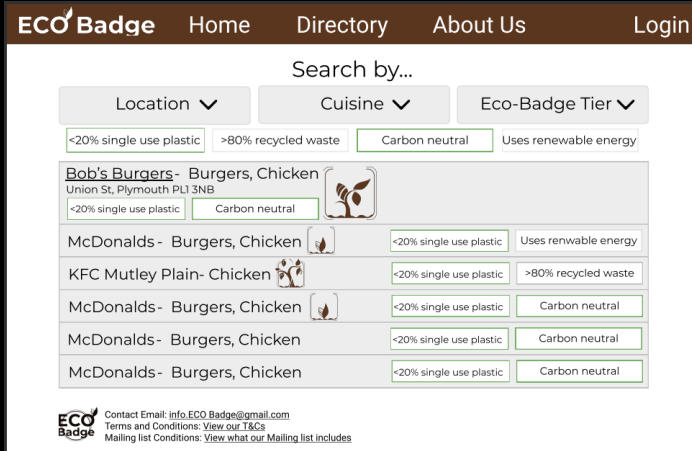 ECO Badge Home Directory About Us Login
Search by...
Location Cuisine Eco-Badge Tier
<20% single use plastic >80% recycled waste Carbon neutral Uses renewable energy
Bob's Burgers- Burgers, Chicken
Union St, Plymouth PL1 3NB
<20% single use plastic Carbon neutral
McDonalds- Burgers, Chicken <20% single use plastic Uses renwable energy
KFC Mutley Plain- Chicken <20% single use plastic >80% recycled waste
McDonalds- Burgers, Chicken <20% single use plastic Carbon neutral
McDonalds- Burgers, Chicken <20% single use plastic Carbon neutral
McDonalds- Burgers, Chicken <20% single use plastic Carbon neutral
ECO Badge
Contact Email: info.ECO Badge@gmail.com
Terms and Conditions: View our T&Cs
Mailing list Conditions: View what our Mailing list includes